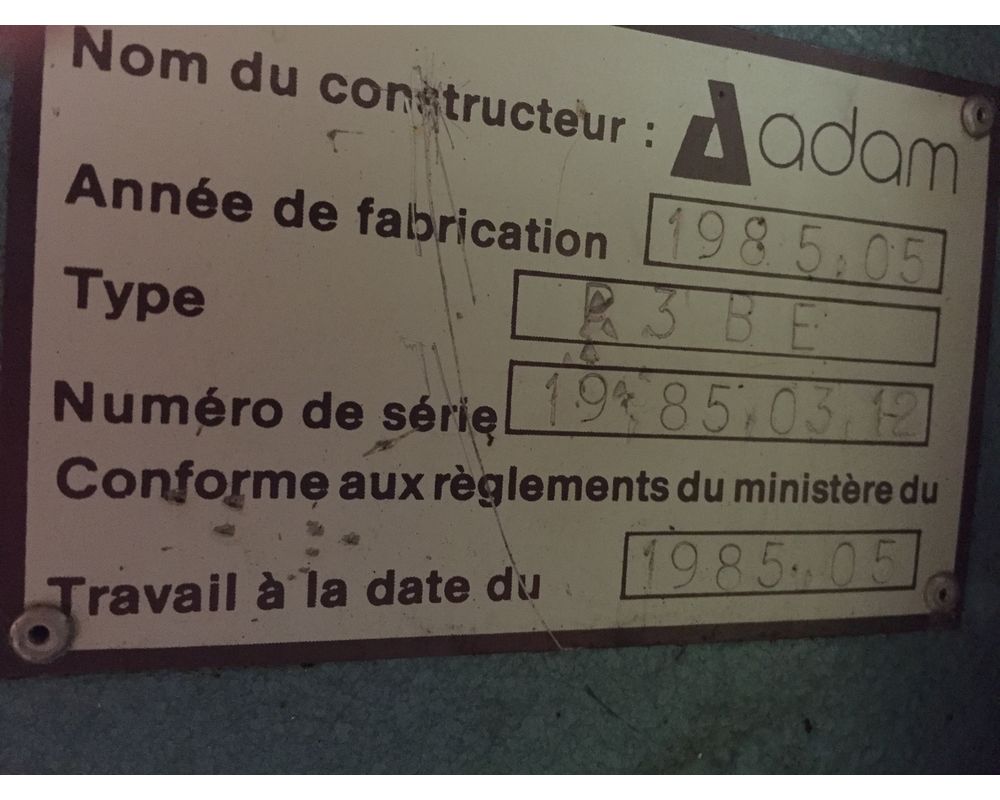 Nom du constructeur : adam
Année de fabrication 1985.05
Type R3BE
Numéro de série 1985.03.12
Conforme aux règlements du ministère du
Travail à la date du 1985.05